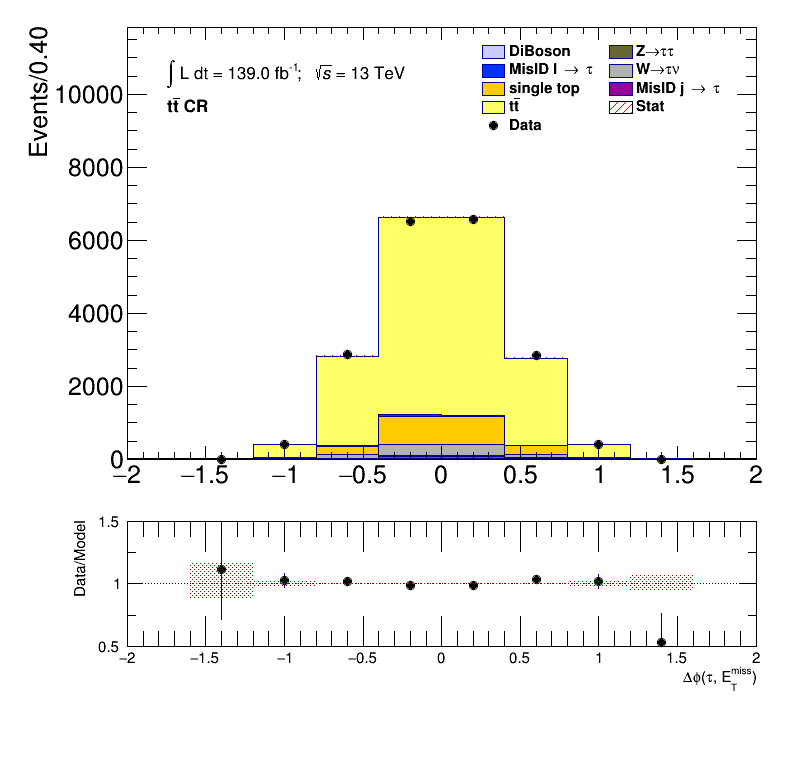 Events/0.40
∫ L dt = 139.0 fb⁻¹; √s = 13 TeV
tt̄ CR
DiBoson
MisID l → τ
single top
tt̄
Data
Z→ττ
W→τν
MisID j → τ
Stat
10000
8000
6000
4000
2000
0
−2 −1.5 −1 −0.5 0 0.5 1 1.5 2
Data/Model
1.5
1
0.5
−2 −1.5 −1 −0.5 0 0.5 1 1.5 2
Δϕ(τ, E_T^miss)